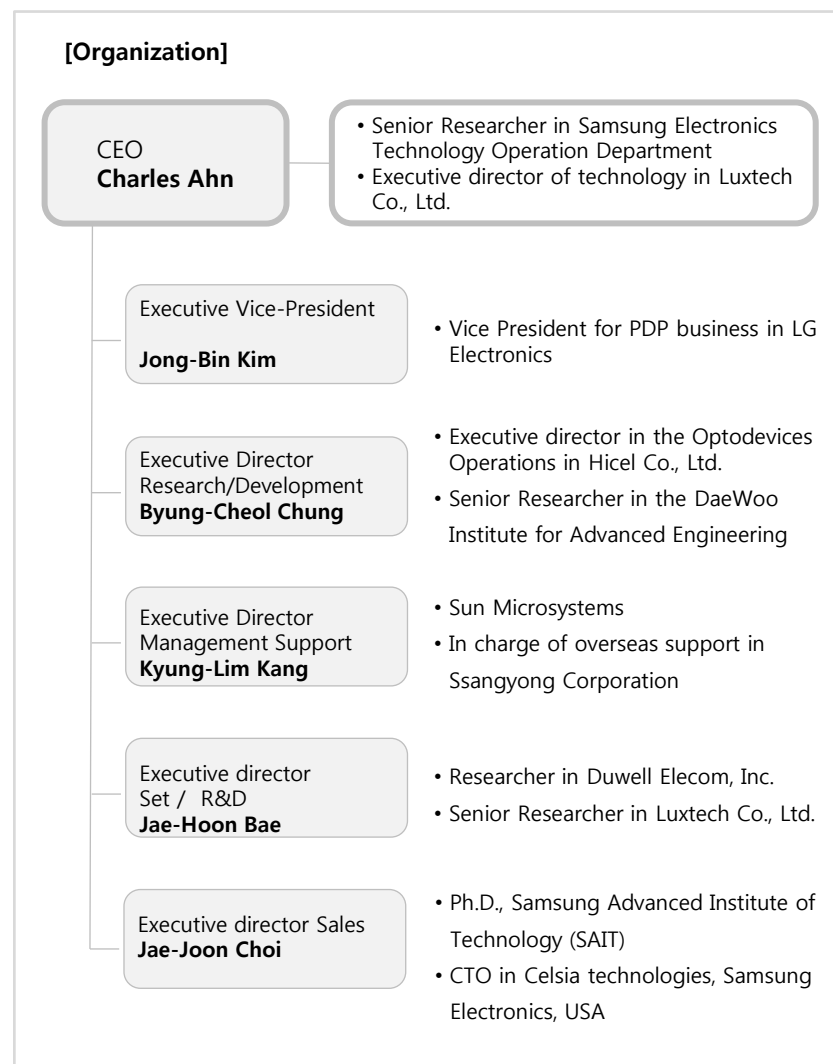 [Organization]
CEO
Charles Ahn
• Senior Researcher in Samsung Electronics
Technology Operation Department
• Executive director of technology in Luxtech
Co., Ltd.
Executive Vice-President
Jong-Bin Kim
• Vice President for PDP business in LG
Electronics
Executive Director
Research/Development
Byung-Cheol Chung
• Executive director in the Optodevices
Operations in Hicel Co., Ltd.
• Senior Researcher in the DaeWoo
Institute for Advanced Engineering
Executive Director
Management Support
Kyung-Lim Kang
• Sun Microsystems
• In charge of overseas support in
Ssangyong Corporation
Executive director
Set / R&D
Jae-Hoon Bae
• Researcher in Duwell Elecom, Inc.
• Senior Researcher in Luxtech Co., Ltd.
Executive director Sales
Jae-Joon Choi
• Ph.D., Samsung Advanced Institute of
Technology (SAIT)
• CTO in Celsia technologies, Samsung
Electronics, USA